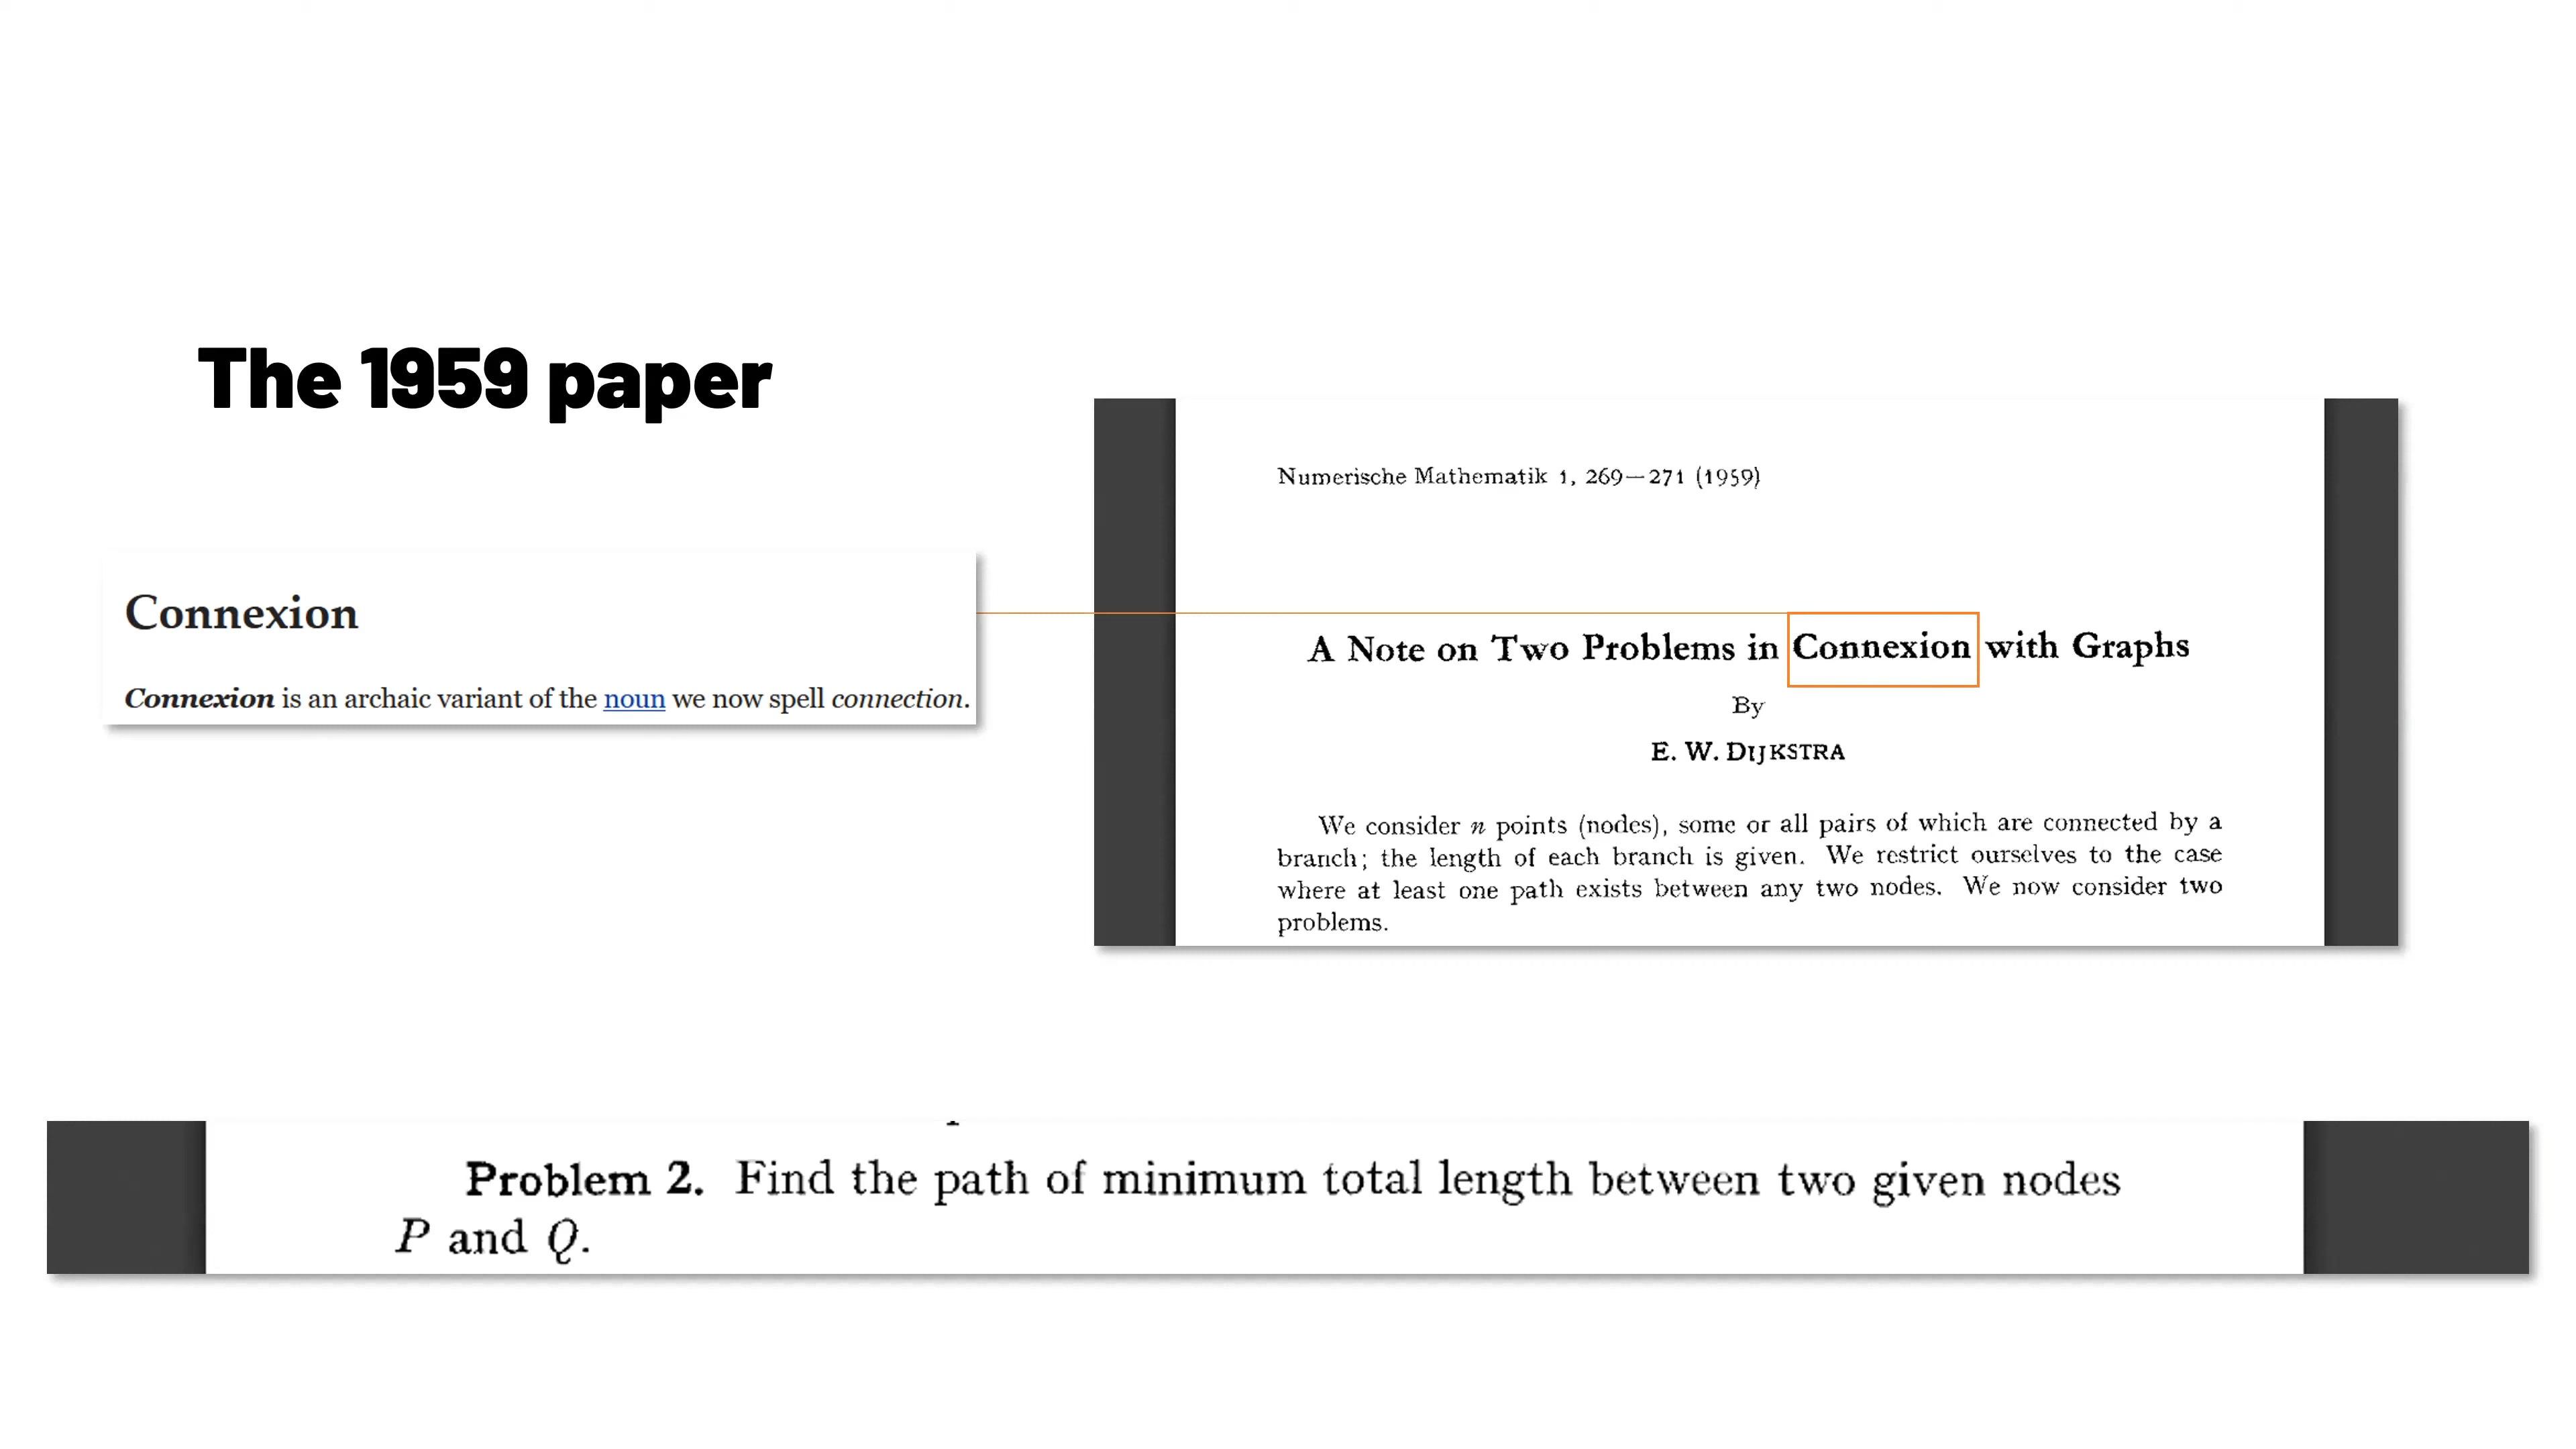 The 1959 paper
Connexion
Connexion is an archaic variant of the noun we now spell connection.
Numerische Mathematik 1, 269—271 (1959)
A Note on Two Problems in Connexion with Graphs
By
E. W. DIJKSTRA
We consider n points (nodes), some or all pairs of which are connected by a
branch; the length of each branch is given. We restrict ourselves to the case
where at least one path exists between any two nodes. We now consider two
problems.
Problem 2. Find the path of minimum total length between two given nodes
P and Q.